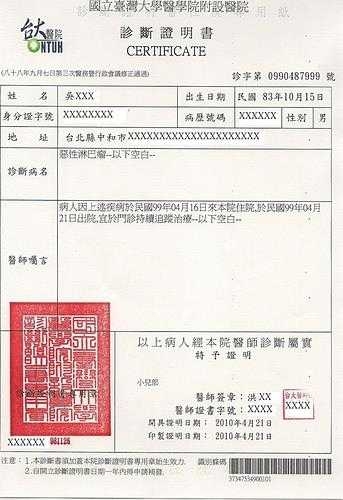 國立臺灣大學醫學院附設醫院
台大醫院
NTUH
診斷證明書
CERTIFICATE
(八十八年九月七日第三次醫務暨行政會議修正通過)
診字第 0990487999 號
姓名 吳XXX 出生日期 民國 83年10月15日
身分證字號 XXXXXXXX 病歷號碼 XXXXXX 性別 男
地址 台北縣中和市XXXXXXXXXXXXXXXXXXXXXX
診斷病名 惡性淋巴瘤--以下空白--
病人因上述疾病於民國99年04月16日來本院住院,於民國99年04月
21日出院,宜於門診持續追蹤治療--以下空白--
醫師囑言
以上病人經本院醫師診斷屬實
特予證明
小兒部
醫師簽章：洪XX
醫師證書字號：XXXX
XXXX
開具證明日期： 2010年4月21日
印製證明日期： 2010年4月21日
XXXXXX 981126
注意：1.本診斷書須加蓋本院診斷證明書專用章始生效力.
2.自開立診斷證明書日期一年內得申請補發.
識別條碼
37347534900101